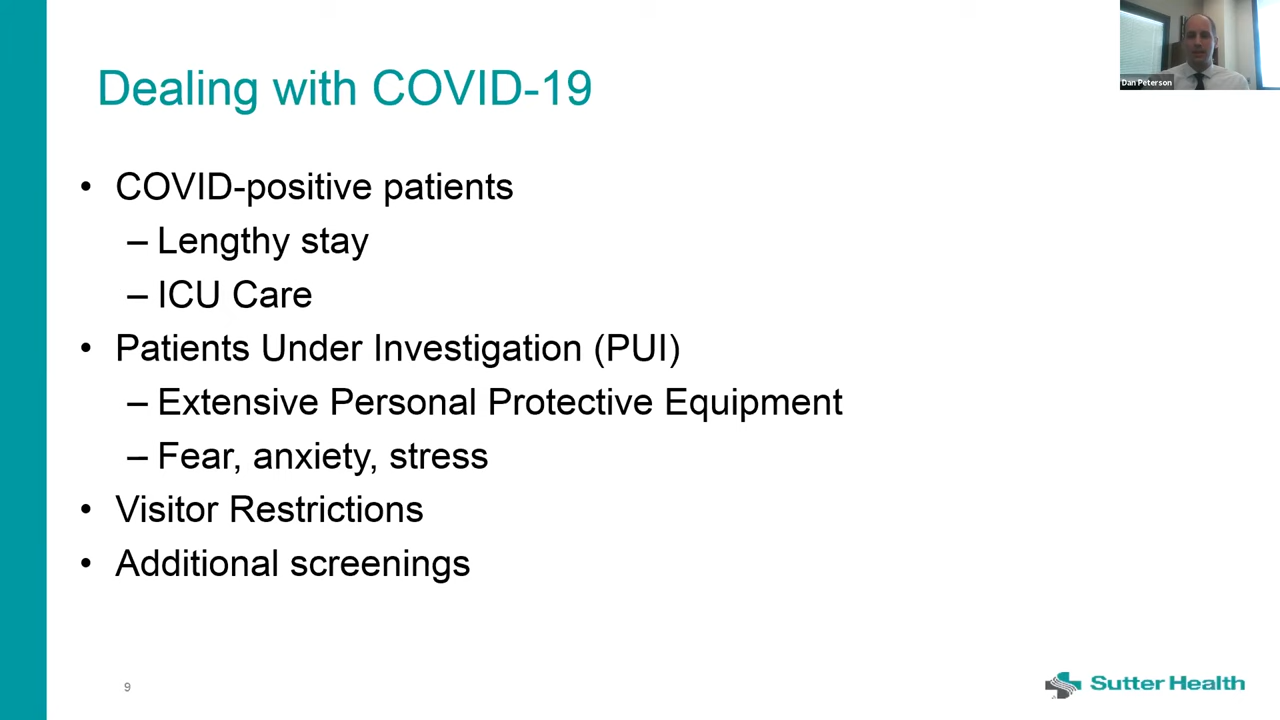 Dealing with COVID-19
Dan Peterson
• COVID-positive patients
– Lengthy stay
– ICU Care
• Patients Under Investigation (PUI)
– Extensive Personal Protective Equipment
– Fear, anxiety, stress
• Visitor Restrictions
• Additional screenings
9
Sutter Health